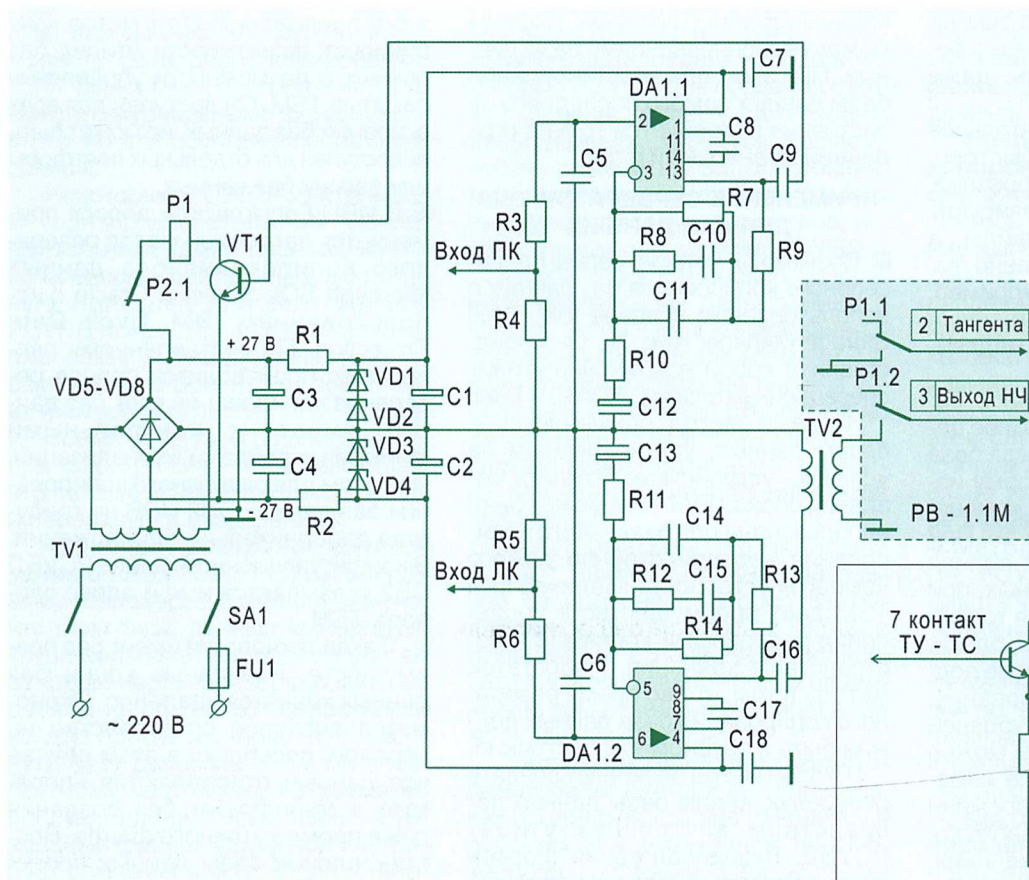 C7
DA1.1
2
11
14
13
3
C8
C5
C9
P1
VT1
R3
R7
Вход ПК
R8
C10
R9
P2.1
C11
P1.1
2 Тангента
+ 27 В
R1
R4
R10
P1.2
3 Выход НЧ
VD5-VD8
C3
VD1
VD2
C1
C12
TV2
C4
VD3
VD4
C2
C13
R11
- 27 В
R2
РВ - 1.1М
TV1
R5
C14
Вход ЛК
R12
C15
R13
SA1
R14
7 контакт
ТУ - ТС
R6
C16
FU1
C6
5
9
8
7
6
4
C17
~ 220 В
DA1.2
C18